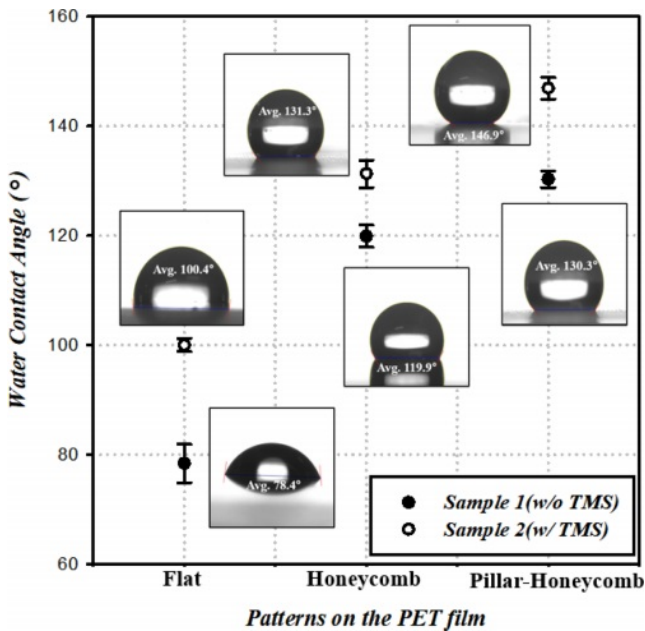 160
140
120
100
80
60
Water Contact Angle (°)
Avg. 131.3°
Avg. 146.9°
Avg. 100.4°
Avg. 130.3°
Avg. 119.9°
Avg. 78.4°
Sample 1(w/o TMS)
Sample 2(w/ TMS)
Flat
Honeycomb
Pillar-Honeycomb
Patterns on the PET film